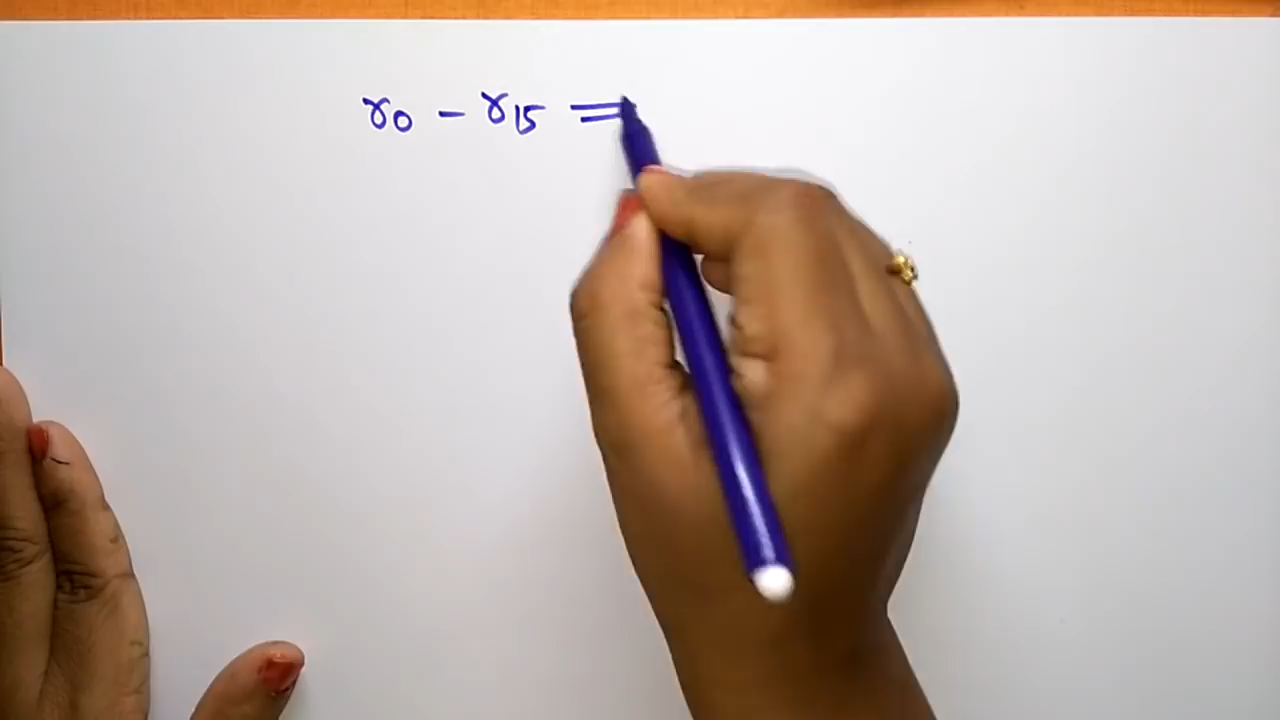 r0 - r15 =